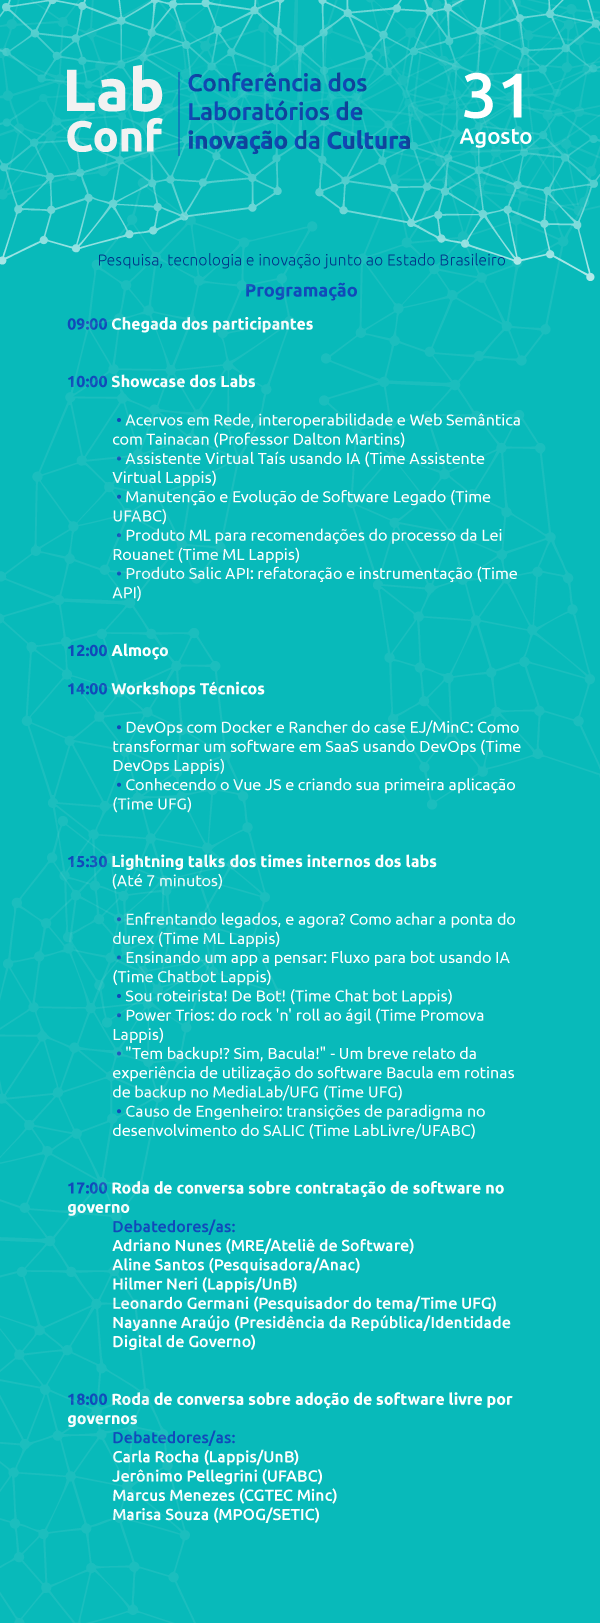 Lab
Conf
Conferência dos
Laboratórios de
inovação da Cultura
31
Agosto
Pesquisa, tecnologia e inovação junto ao Estado Brasileiro
Programação
09:00 Chegada dos participantes
10:00 Showcase dos Labs
• Acervos em Rede, interoperabilidade e Web Semântica
com Tainacan (Professor Dalton Martins)
• Assistente Virtual Taís usando IA (Time Assistente
Virtual Lappis)
• Manutenção e Evolução de Software Legado (Time
UFABC)
• Produto ML para recomendações do processo da Lei
Rouanet (Time ML Lappis)
• Produto Salic API: refatoração e instrumentação (Time
API)
12:00 Almoço
14:00 Workshops Técnicos
• DevOps com Docker e Rancher do case EJ/MinC: Como
transformar um software em SaaS usando DevOps (Time
DevOps Lappis)
• Conhecendo o Vue JS e criando sua primeira aplicação
(Time UFG)
15:30 Lightning talks dos times internos dos labs
(Até 7 minutos)
• Enfrentando legados, e agora? Como achar a ponta do
durex (Time ML Lappis)
• Ensinando um app a pensar: Fluxo para bot usando IA
(Time Chatbot Lappis)
• Sou roteirista! De Bot! (Time Chat bot Lappis)
• Power Trios: do rock 'n' roll ao ágil (Time Promova
Lappis)
• "Tem backup!? Sim, Bacula!" - Um breve relato da
experiência de utilização do software Bacula em rotinas
de backup no MediaLab/UFG (Time UFG)
• Causo de Engenheiro: transições de paradigma no
desenvolvimento do SALIC (Time LabLivre/UFABC)
17:00 Roda de conversa sobre contratação de software no
governo
Debatedores/as:
Adriano Nunes (MRE/Ateliê de Software)
Aline Santos (Pesquisadora/Anac)
Hilmer Neri (Lappis/UnB)
Leonardo Germani (Pesquisador do tema/Time UFG)
Nayanne Araújo (Presidência da República/Identidade
Digital de Governo)
18:00 Roda de conversa sobre adoção de software livre por
governos
Debatedores/as:
Carla Rocha (Lappis/UnB)
Jerônimo Pellegrini (UFABC)
Marcus Menezes (CGTEC Minc)
Marisa Souza (MPOG/SETIC)